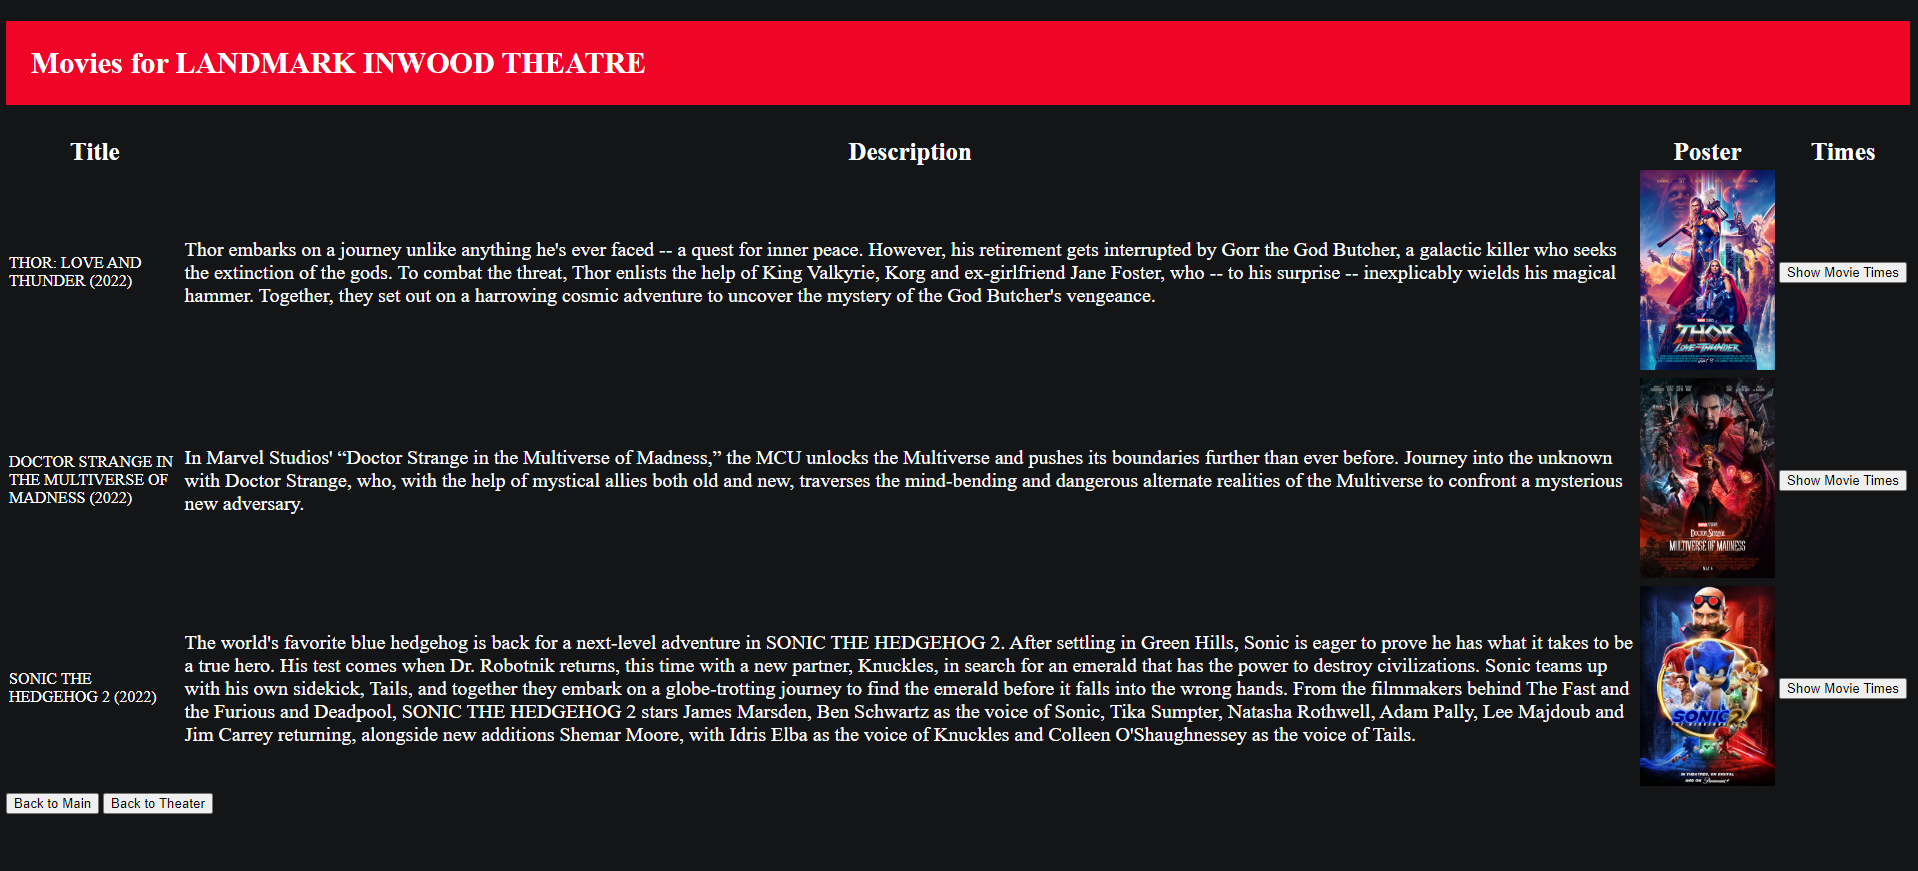 Movies for LANDMARK INWOOD THEATRE
Title Description Poster Times
THOR: LOVE AND
THUNDER (2022)
Thor embarks on a journey unlike anything he's ever faced -- a quest for inner peace. However, his retirement gets interrupted by Gorr the God Butcher, a galactic killer who seeks
the extinction of the gods. To combat the threat, Thor enlists the help of King Valkyrie, Korg and ex-girlfriend Jane Foster, who -- to his surprise -- inexplicably wields his magical
hammer. Together, they set out on a harrowing cosmic adventure to uncover the mystery of the God Butcher's vengeance.
THOR
LOVE AND THUNDER
Show Movie Times
DOCTOR STRANGE IN
THE MULTIVERSE OF
MADNESS (2022)
In Marvel Studios' “Doctor Strange in the Multiverse of Madness,” the MCU unlocks the Multiverse and pushes its boundaries further than ever before. Journey into the unknown
with Doctor Strange, who, with the help of mystical allies both old and new, traverses the mind-bending and dangerous alternate realities of the Multiverse to confront a mysterious
new adversary.
DOCTOR STRANGE
MULTIVERSE OF MADNESS
MAY 6
Show Movie Times
SONIC THE
HEDGEHOG 2 (2022)
The world's favorite blue hedgehog is back for a next-level adventure in SONIC THE HEDGEHOG 2. After settling in Green Hills, Sonic is eager to prove he has what it takes to be
a true hero. His test comes when Dr. Robotnik returns, this time with a new partner, Knuckles, in search for an emerald that has the power to destroy civilizations. Sonic teams up
with his own sidekick, Tails, and together they embark on a globe-trotting journey to find the emerald before it falls into the wrong hands. From the filmmakers behind The Fast and
the Furious and Deadpool, SONIC THE HEDGEHOG 2 stars James Marsden, Ben Schwartz as the voice of Sonic, Tika Sumpter, Natasha Rothwell, Adam Pally, Lee Majdoub and
Jim Carrey returning, alongside new additions Shemar Moore, with Idris Elba as the voice of Knuckles and Colleen O'Shaughnessey as the voice of Tails.
SONIC 2
THE HEDGEHOG
IN THEATRES, ON DIGITAL
AND ON Paramount+
Show Movie Times
Back to Main Back to Theater